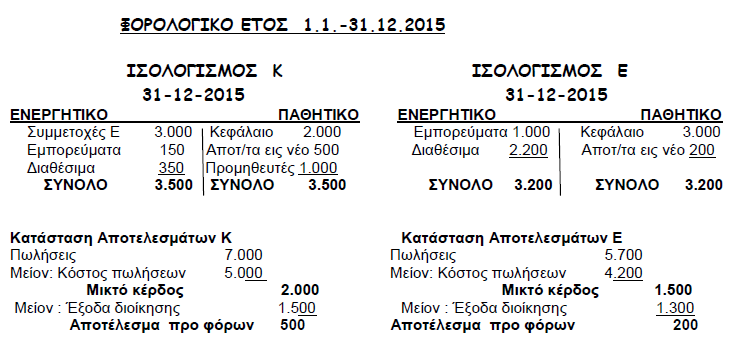 ΦΟΡΟΛΟΓΙΚΟ ΕΤΟΣ 1.1.-31.12.2015
ΙΣΟΛΟΓΙΣΜΟΣ Κ ΙΣΟΛΟΓΙΣΜΟΣ Ε
31-12-2015 31-12-2015
ΕΝΕΡΓΗΤΙΚΟ ΠΑΘΗΤΙΚΟ ΕΝΕΡΓΗΤΙΚΟ ΠΑΘΗΤΙΚΟ
Συμμετοχές Ε 3.000 Κεφάλαιο 2.000 Εμπορεύματα 1.000 Κεφάλαιο 3.000
Εμπορεύματα 150 Αποτ/τα εις νέο 500 Διαθέσιμα 2.200 Αποτ/τα εις νέο 200
Διαθέσιμα 350 Προμηθευτές 1.000
ΣΥΝΟΛΟ 3.500 ΣΥΝΟΛΟ 3.500 ΣΥΝΟΛΟ 3.200 ΣΥΝΟΛΟ 3.200
Κατάσταση Αποτελεσμάτων Κ Κατάσταση Αποτελεσμάτων Ε
Πωλήσεις 7.000 Πωλήσεις 5.700
Μείον: Κόστος πωλήσεων 5.000 Μείον: Κόστος πωλήσεων 4.200
Μικτό κέρδος 2.000 Μικτό κέρδος 1.500
Μείον : Έξοδα διοίκησης 1.500 Μείον : Έξοδα διοίκησης 1.300
Αποτέλεσμα προ φόρων 500 Αποτέλεσμα προ φόρων 200